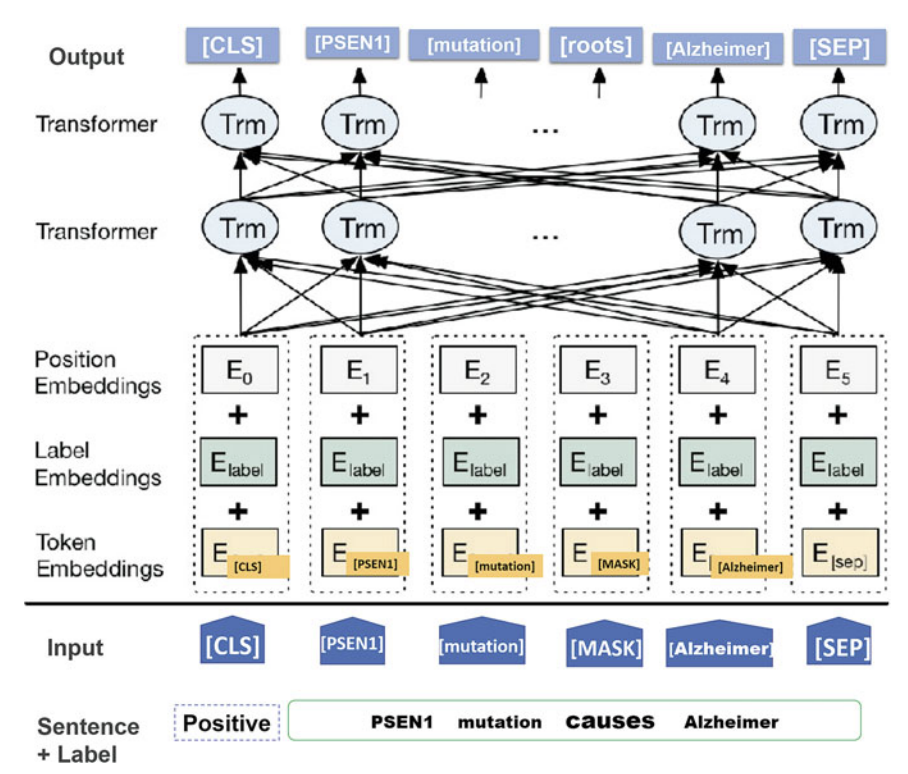 Output [CLS] [PSEN1] [mutation] [roots] [Alzheimer] [SEP]
Transformer Trm Trm ... Trm Trm
Transformer Trm Trm ... Trm Trm
Position Embeddings E0 E1 E2 E3 E4 E5
+ + + + + +
Label Embeddings Elabel Elabel Elabel Elabel Elabel Elabel
+ + + + + +
Token Embeddings E[CLS] E[PSEN1] E[mutation] E[MASK] E[Alzheimer] E[sep]
Input [CLS] [PSEN1] [mutation] [MASK] [Alzheimer] [SEP]
Sentence + Label Positive PSEN1 mutation causes Alzheimer